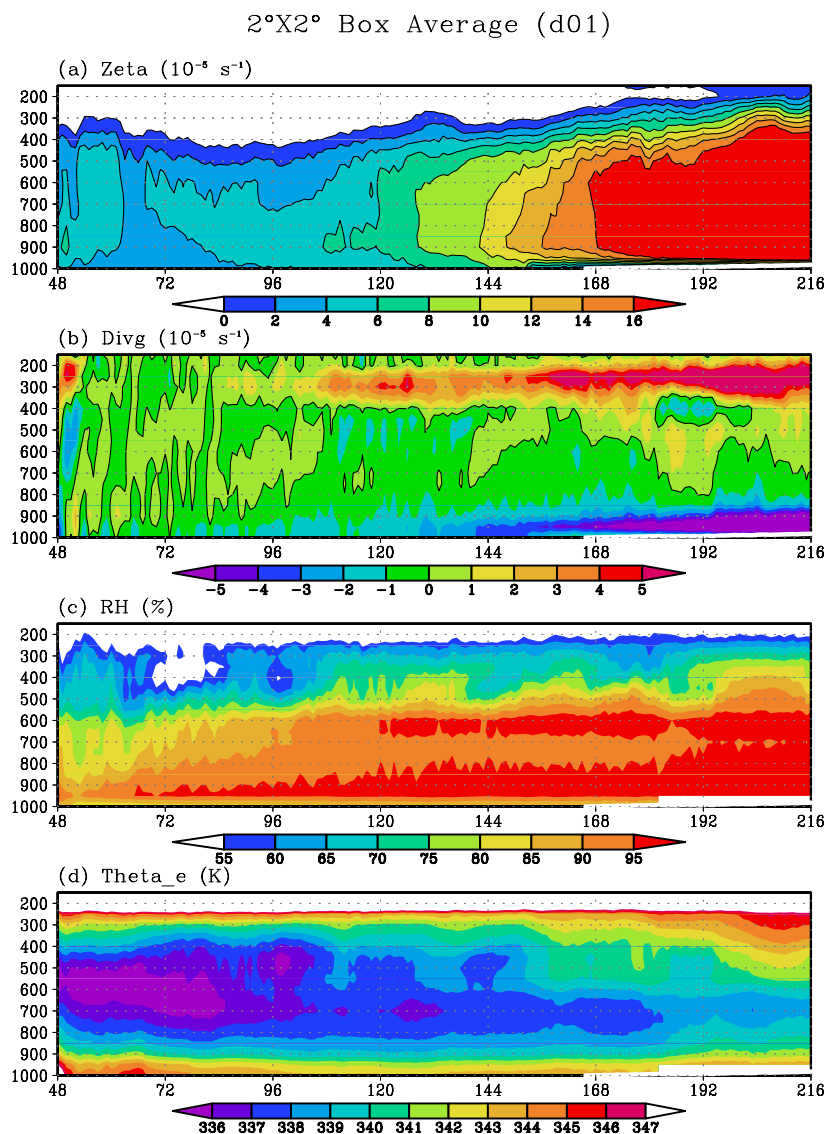 2°X2° Box Average (d01)
(a) Zeta (10⁻⁵ s⁻¹)
200
300
400
500
600
700
800
900
1000
48 72 96 120 144 168 192 216
0 2 4 6 8 10 12 14 16
(b) Divg (10⁻⁵ s⁻¹)
200
300
400
500
600
700
800
900
1000
48 72 96 120 144 168 192 216
-5 -4 -3 -2 -1 0 1 2 3 4 5
(c) RH (%)
200
300
400
500
600
700
800
900
1000
48 72 96 120 144 168 192 216
55 60 65 70 75 80 85 90 95
(d) Theta_e (K)
200
300
400
500
600
700
800
900
1000
48 72 96 120 144 168 192 216
336 337 338 339 340 341 342 343 344 345 346 347